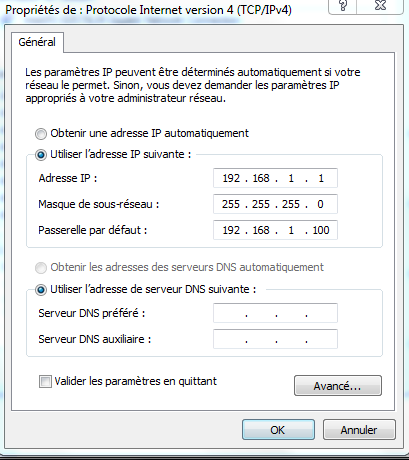 Propriétés de : Protocole Internet version 4 (TCP/IPv4)
Général
Les paramètres IP peuvent être déterminés automatiquement si votre
réseau le permet. Sinon, vous devez demander les paramètres IP
appropriés à votre administrateur réseau.
Obtenir une adresse IP automatiquement
Utiliser l'adresse IP suivante :
Adresse IP : 192 . 168 . 1 . 1
Masque de sous-réseau : 255 . 255 . 255 . 0
Passerelle par défaut : 192 . 168 . 1 . 100
Obtenir les adresses des serveurs DNS automatiquement
Utiliser l'adresse de serveur DNS suivante :
Serveur DNS préféré : . . .
Serveur DNS auxiliaire : . . .
Valider les paramètres en quittant
Avancé...
OK Annuler